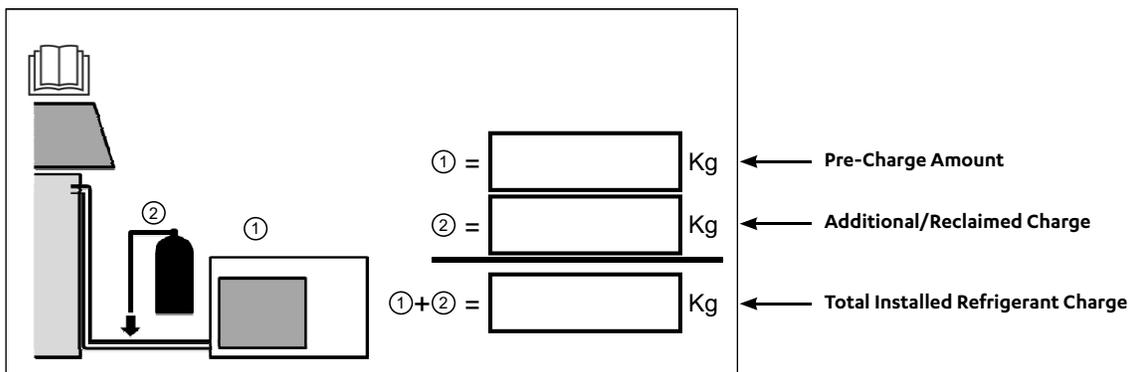 ① = Kg Pre-Charge Amount
② = Kg Additional/Reclaimed Charge
②
①
①+② = Kg Total Installed Refrigerant Charge